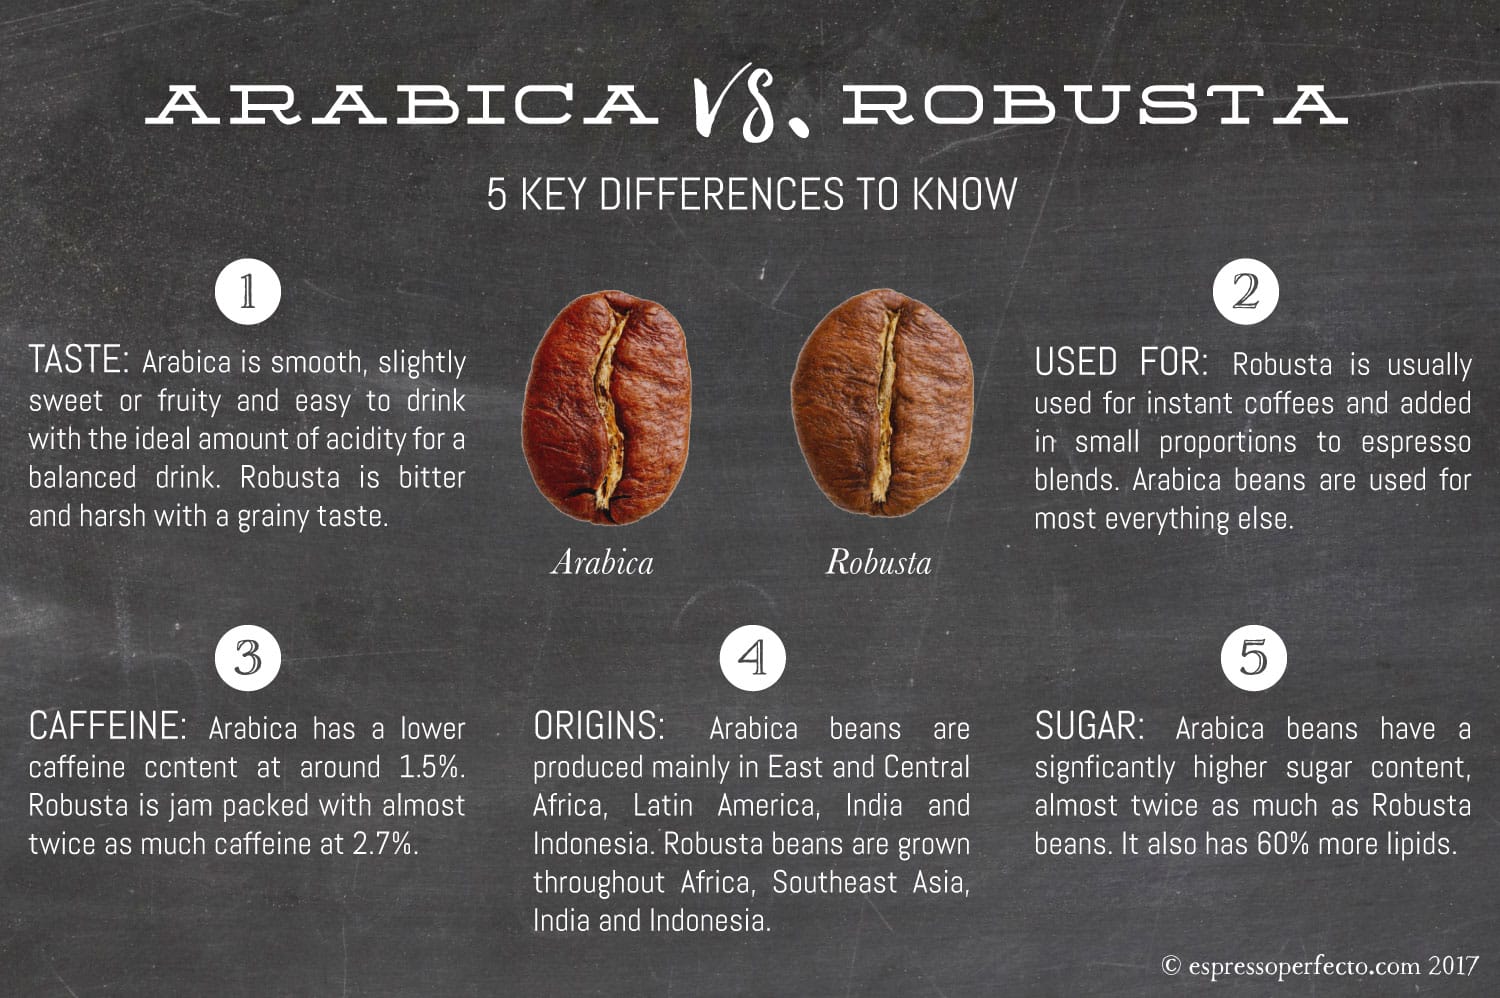 ARABICA vs. ROBUSTA
5 KEY DIFFERENCES TO KNOW
1
TASTE: Arabica is smooth, slightly
sweet or fruity and easy to drink
with the ideal amount of acidity for a
balanced drink. Robusta is bitter
and harsh with a grainy taste.
Arabica
Robusta
2
USED FOR: Robusta is usually
used for instant coffees and added
in small proportions to espresso
blends. Arabica beans are used for
most everything else.
3
CAFFEINE: Arabica has a lower
caffeine ccntent at around 1.5%.
Robusta is jam packed with almost
twice as much caffeine at 2.7%.
4
ORIGINS: Arabica beans are
produced mainly in East and Central
Africa, Latin America, India and
Indonesia. Robusta beans are grown
throughout Africa, Southeast Asia,
India and Indonesia.
5
SUGAR: Arabica beans have a
signficantly higher sugar content,
almost twice as much as Robusta
beans. It also has 60% more lipids.
© espressoperfecto.com 2017